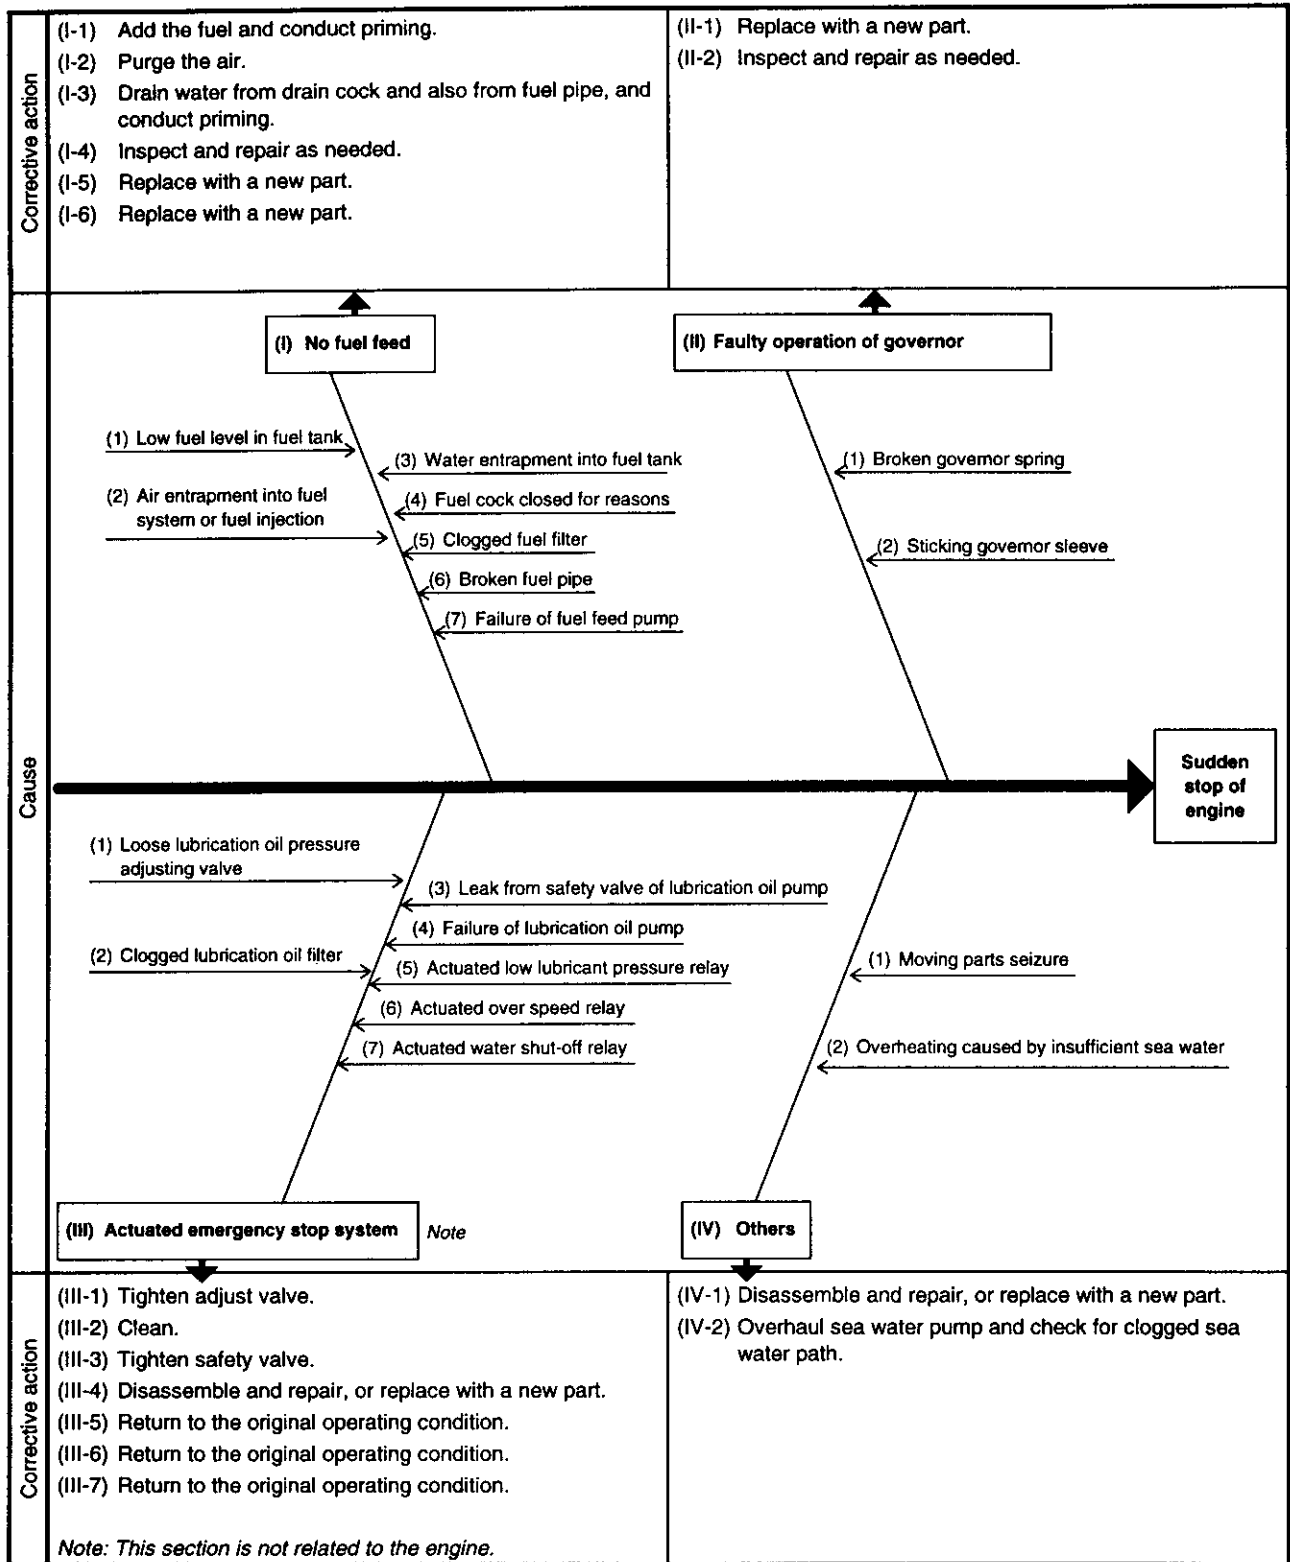 Corrective action
(I-1) Add the fuel and conduct priming.
(I-2) Purge the air.
(I-3) Drain water from drain cock and also from fuel pipe, and
conduct priming.
(I-4) Inspect and repair as needed.
(I-5) Replace with a new part.
(I-6) Replace with a new part.
(II-1) Replace with a new part.
(II-2) Inspect and repair as needed.
Cause
(I) No fuel feed
(II) Faulty operation of governor
(1) Low fuel level in fuel tank
(2) Air entrapment into fuel
system or fuel injection
(3) Water entrapment into fuel tank
(4) Fuel cock closed for reasons
(5) Clogged fuel filter
(6) Broken fuel pipe
(7) Failure of fuel feed pump
(1) Broken governor spring
(2) Sticking governor sleeve
Sudden
stop of
engine
(1) Loose lubrication oil pressure
adjusting valve
(2) Clogged lubrication oil filter
(3) Leak from safety valve of lubrication oil pump
(4) Failure of lubrication oil pump
(5) Actuated low lubricant pressure relay
(6) Actuated over speed relay
(7) Actuated water shut-off relay
(1) Moving parts seizure
(2) Overheating caused by insufficient sea water
(III) Actuated emergency stop system
Note
(IV) Others
Corrective action
(III-1) Tighten adjust valve.
(III-2) Clean.
(III-3) Tighten safety valve.
(III-4) Disassemble and repair, or replace with a new part.
(III-5) Return to the original operating condition.
(III-6) Return to the original operating condition.
(III-7) Return to the original operating condition.
Note: This section is not related to the engine.
(IV-1) Disassemble and repair, or replace with a new part.
(IV-2) Overhaul sea water pump and check for clogged sea
water path.